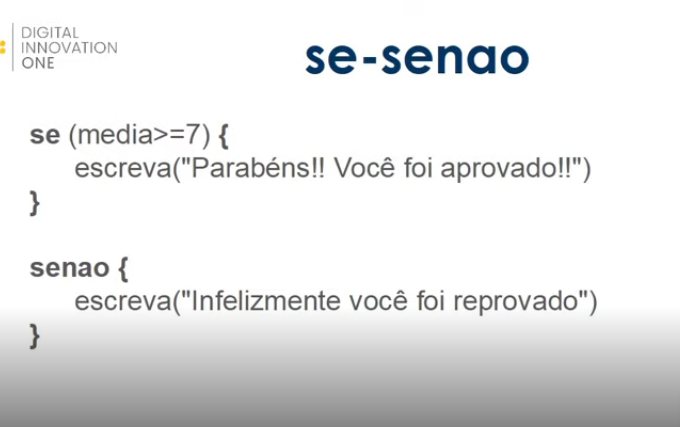 DIGITAL
INNOVATION
ONE
se-senao
se (media>=7) {
escreva("Parabéns!! Você foi aprovado!!")
}
senao {
escreva("Infelizmente você foi reprovado")
}